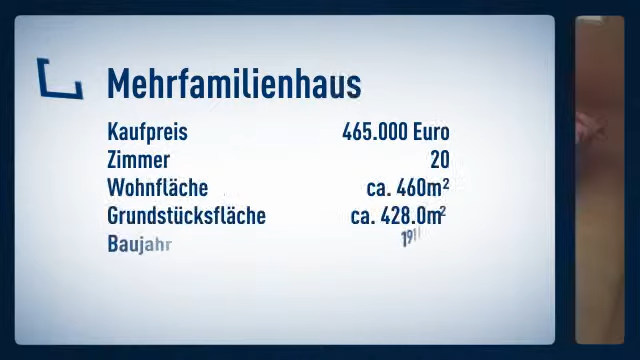 Mehrfamilienhaus
Kaufpreis 465.000 Euro
Zimmer 20
Wohnfläche ca. 460m²
Grundstücksfläche ca. 428.0m²
Baujahr